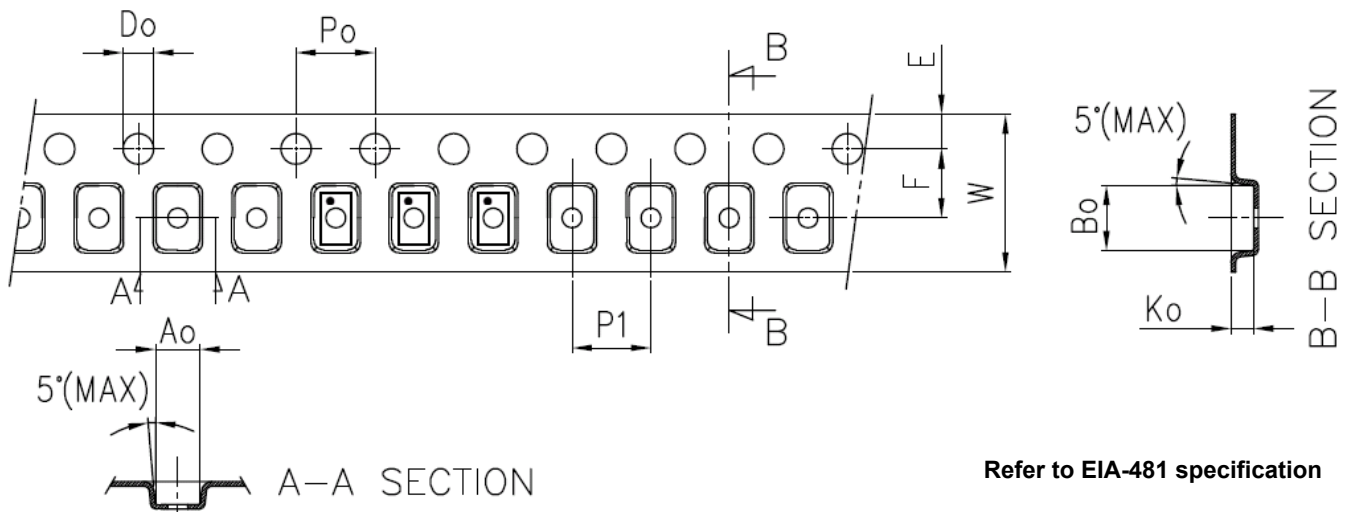 Do
Po
B
E
5°(MAX)
F
W
Bo
B-B SECTION
A
A
P1
B
Ko
Ao
5°(MAX)
A-A SECTION
Refer to EIA-481 specification